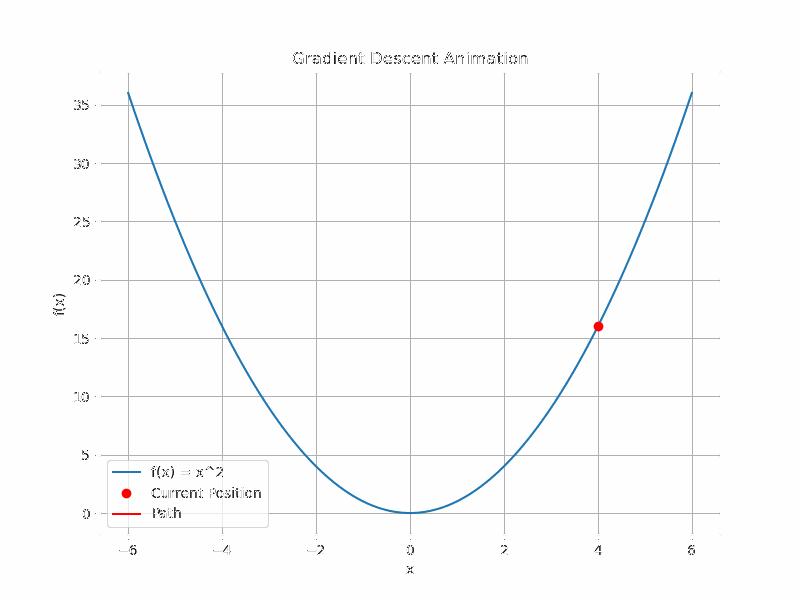 Gradient Descent Animation
35
30
25
20
15
10
5
0
f(x)
f(x) = x^2
Current Position
Path
−6
−4
−2
0
2
4
6
x